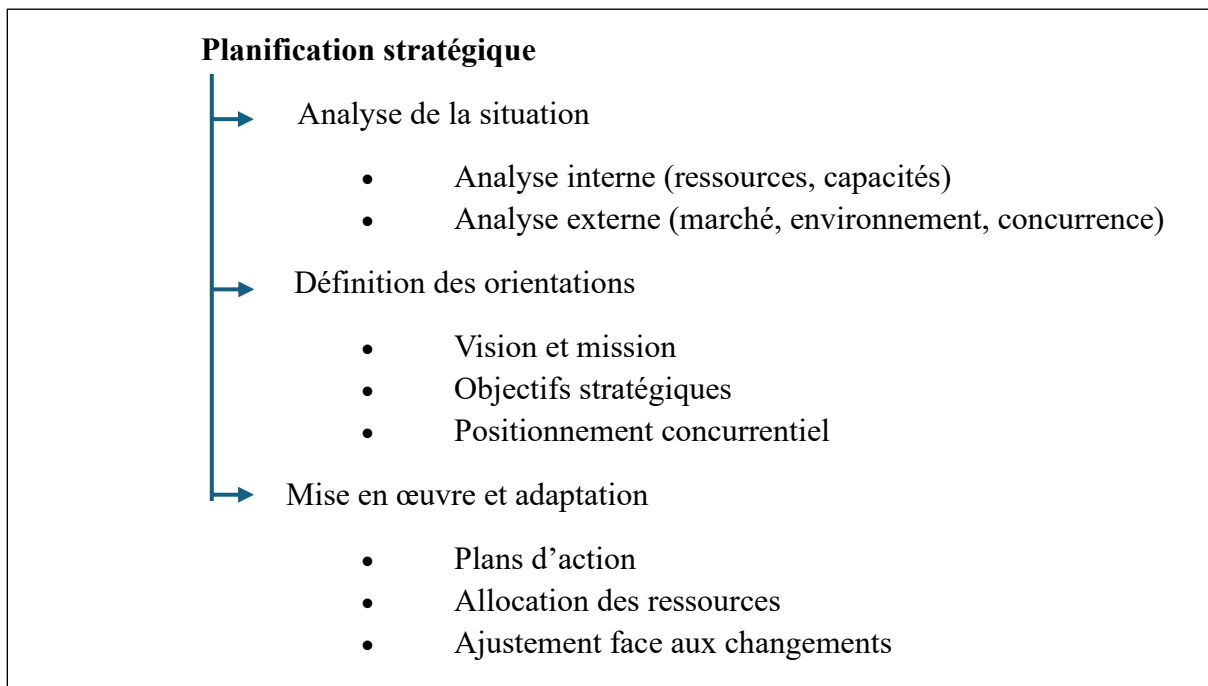 Planification stratégique
Analyse de la situation
• Analyse interne (ressources, capacités)
• Analyse externe (marché, environnement, concurrence)
Définition des orientations
• Vision et mission
• Objectifs stratégiques
• Positionnement concurrentiel
Mise en œuvre et adaptation
• Plans d’action
• Allocation des ressources
• Ajustement face aux changements